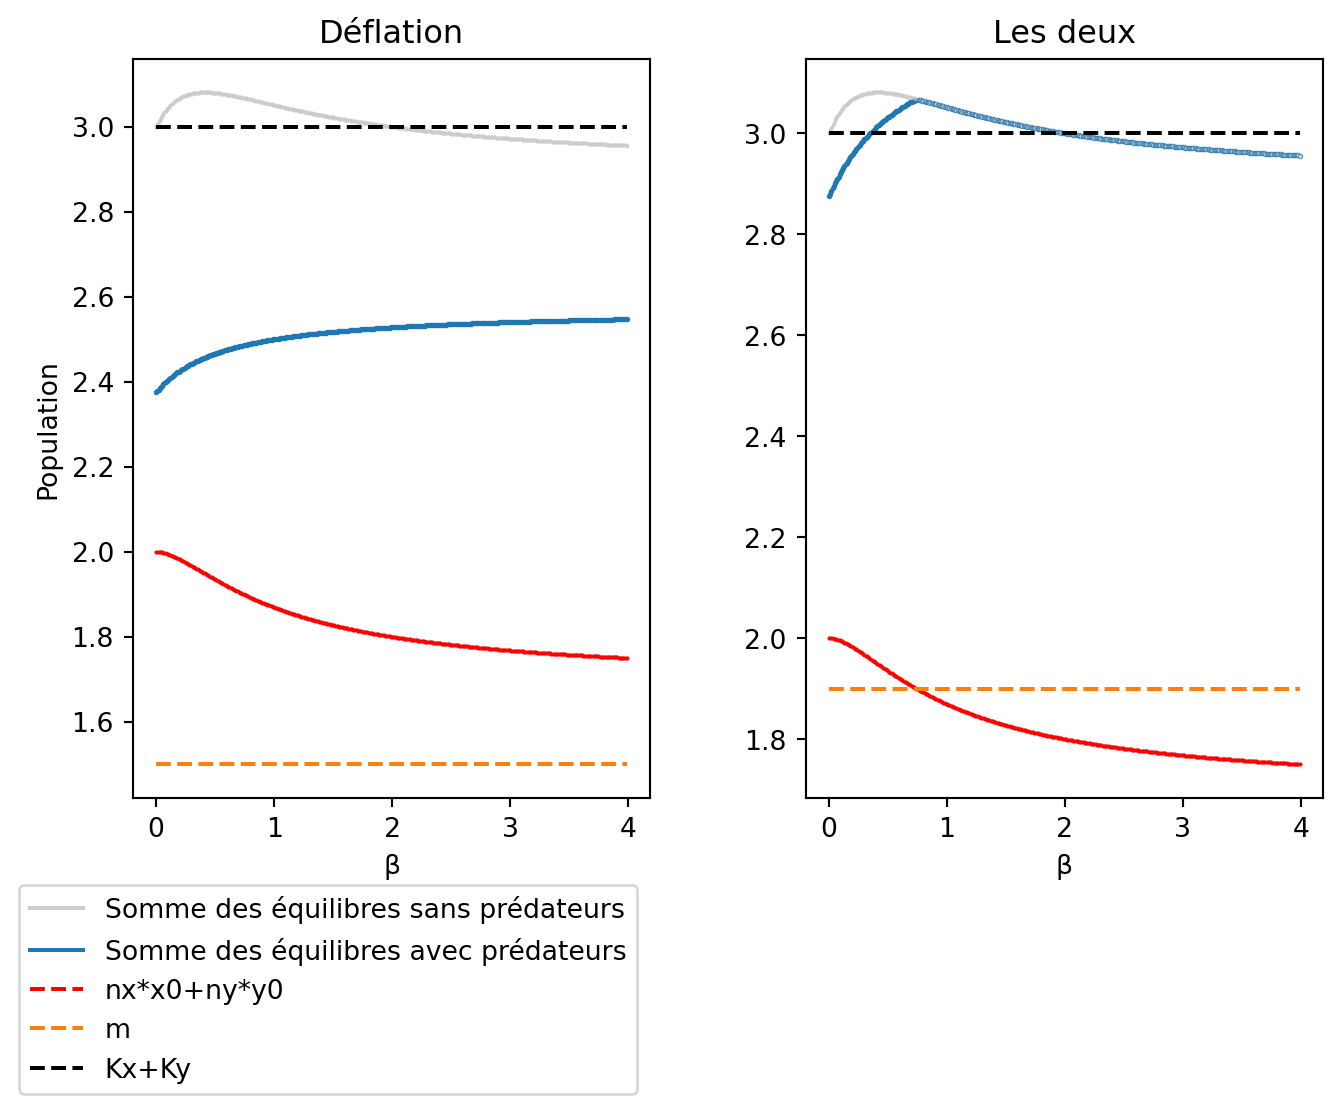 Déflation
Les deux
3.0
2.8
2.6
2.4
2.2
2.0
1.8
1.6
Population
0 1 2 3 4
β
3.0
2.8
2.6
2.4
2.2
2.0
1.8
0 1 2 3 4
β
Somme des équilibres sans prédateurs
Somme des équilibres avec prédateurs
nx*x0+ny*y0
m
Kx+Ky